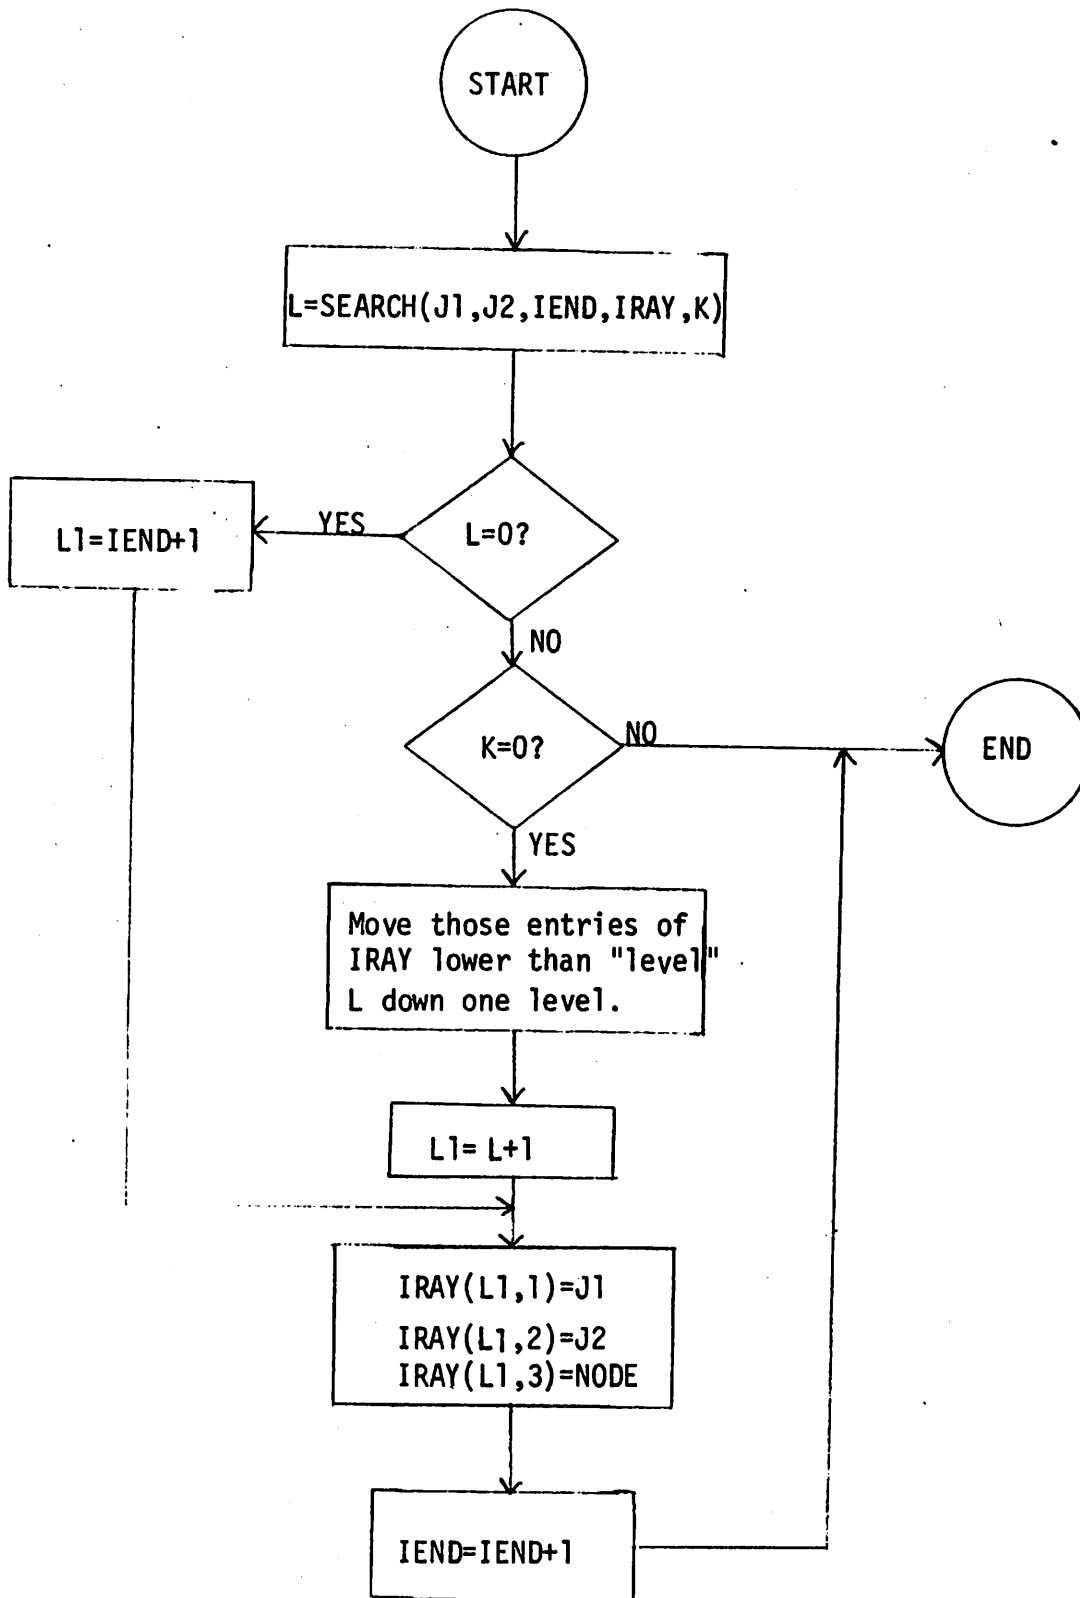 START
L=SEARCH(J1,J2,IEND,IRAY,K)
YES
L=0?
L1=IEND+1
NO
K=0?
NO
END
YES
Move those entries of
IRAY lower than "level"
L down one level.
L1= L+1
IRAY(L1,1)=J1
IRAY(L1,2)=J2
IRAY(L1,3)=NODE
IEND=IEND+1